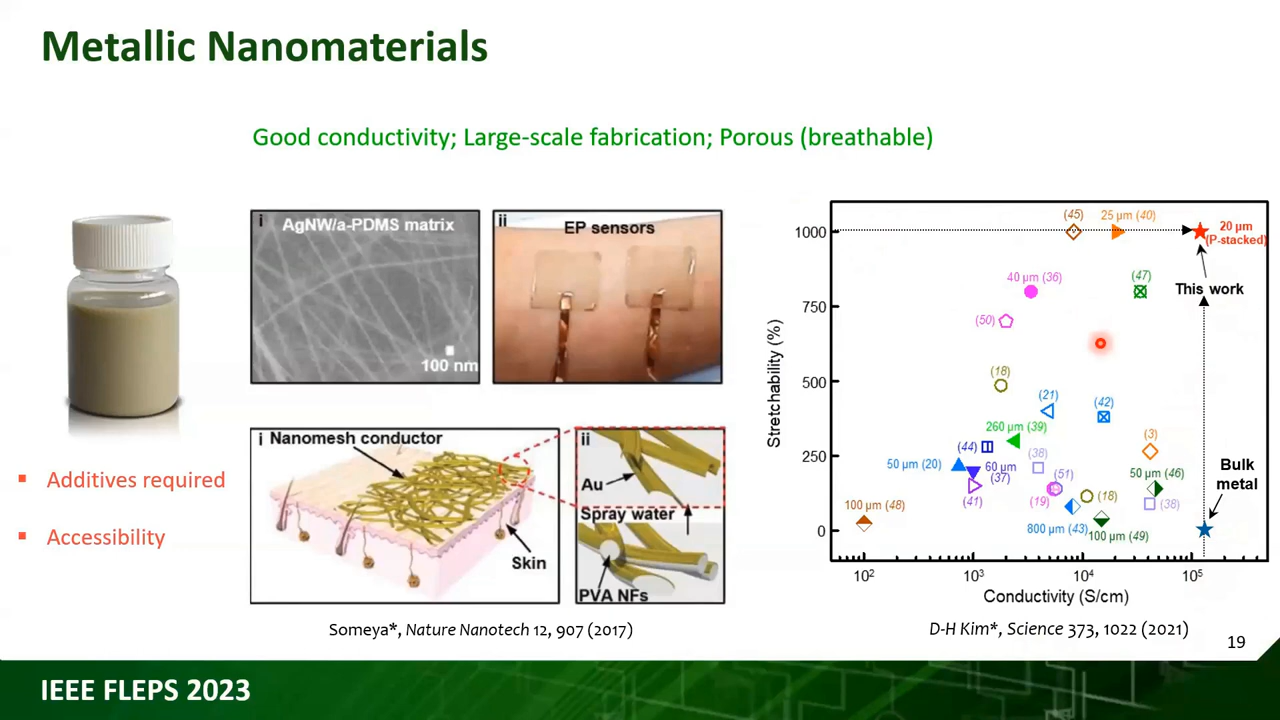 Metallic Nanomaterials
Good conductivity; Large-scale fabrication; Porous (breathable)
i
AgNW/a-PDMS matrix
100 nm
ii
EP sensors
Additives required
Accessibility
i Nanomesh conductor
Skin
ii
Au
Spray water
PVA NFs
Someya*, Nature Nanotech 12, 907 (2017)
Stretchability (%)
1000
750
500
250
0
10²
10³
10⁴
10⁵
Conductivity (S/cm)
(45)
25 µm (40)
20 µm
(P-stacked)
40 µm (36)
(47)
This work
(50)
(18)
(21)
(42)
260 µm (39)
(3)
(44)
(38)
50 µm (20)
60 µm
(37)
(51)
50 µm (46)
Bulk
metal
(41)
(19)
(18)
(38)
100 µm (48)
800 µm (43)
100 µm (49)
D-H Kim*, Science 373, 1022 (2021)
19
IEEE FLEPS 2023